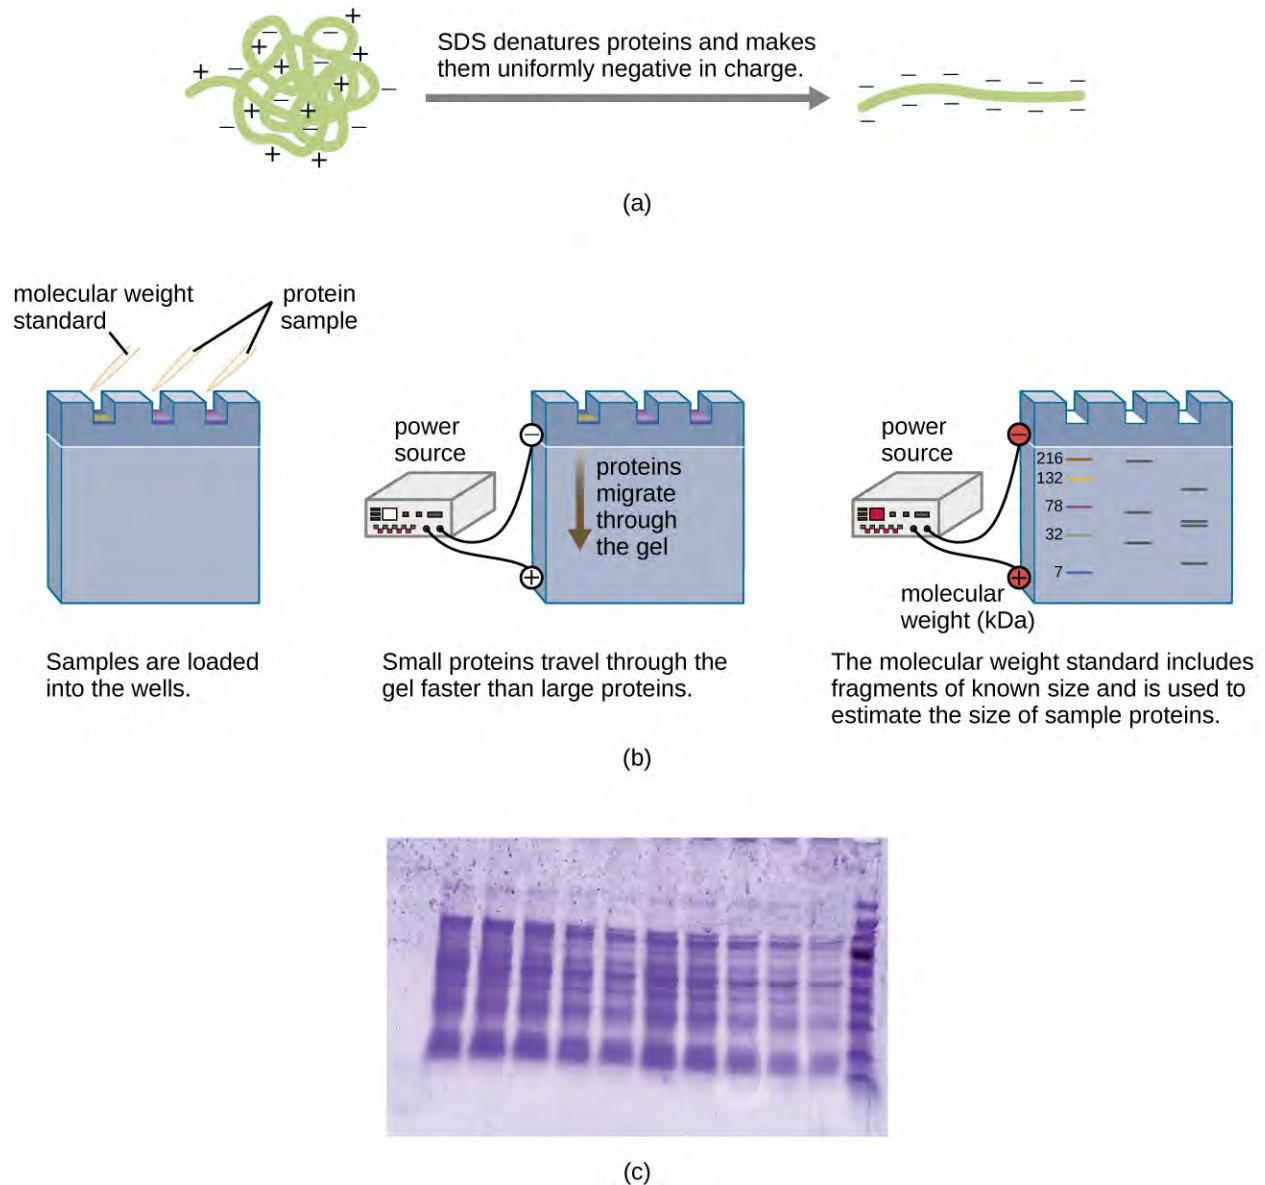 SDS denatures proteins and makes
them uniformly negative in charge.
(a)
molecular weight
standard
protein
sample
Samples are loaded
into the wells.
power
source
proteins
migrate
through
the gel
Small proteins travel through the
gel faster than large proteins.
power
source
216
132
78
32
7
molecular
weight (kDa)
The molecular weight standard includes
fragments of known size and is used to
estimate the size of sample proteins.
(b)
(c)